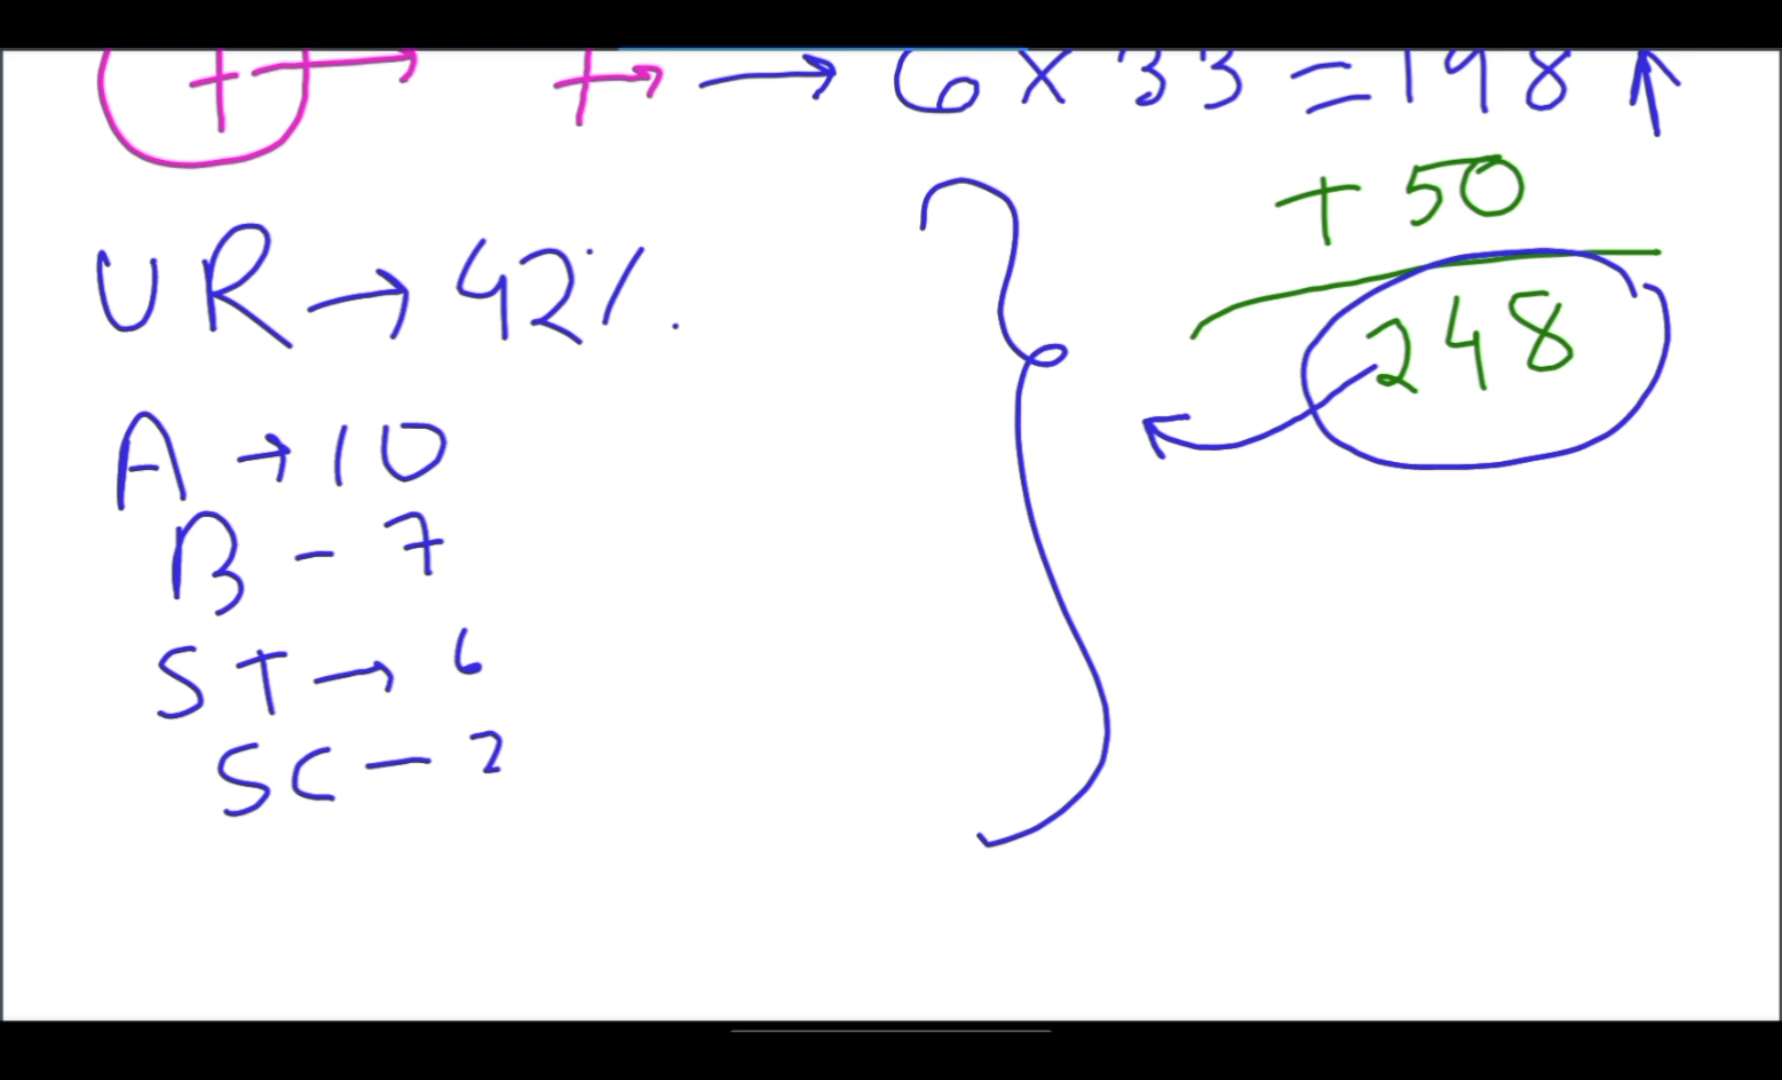 + → + → 6 × 33 = 198 ↑
+ 50
248
UR → 42%.
A → 10
B - 7
ST → 6
SC - 2